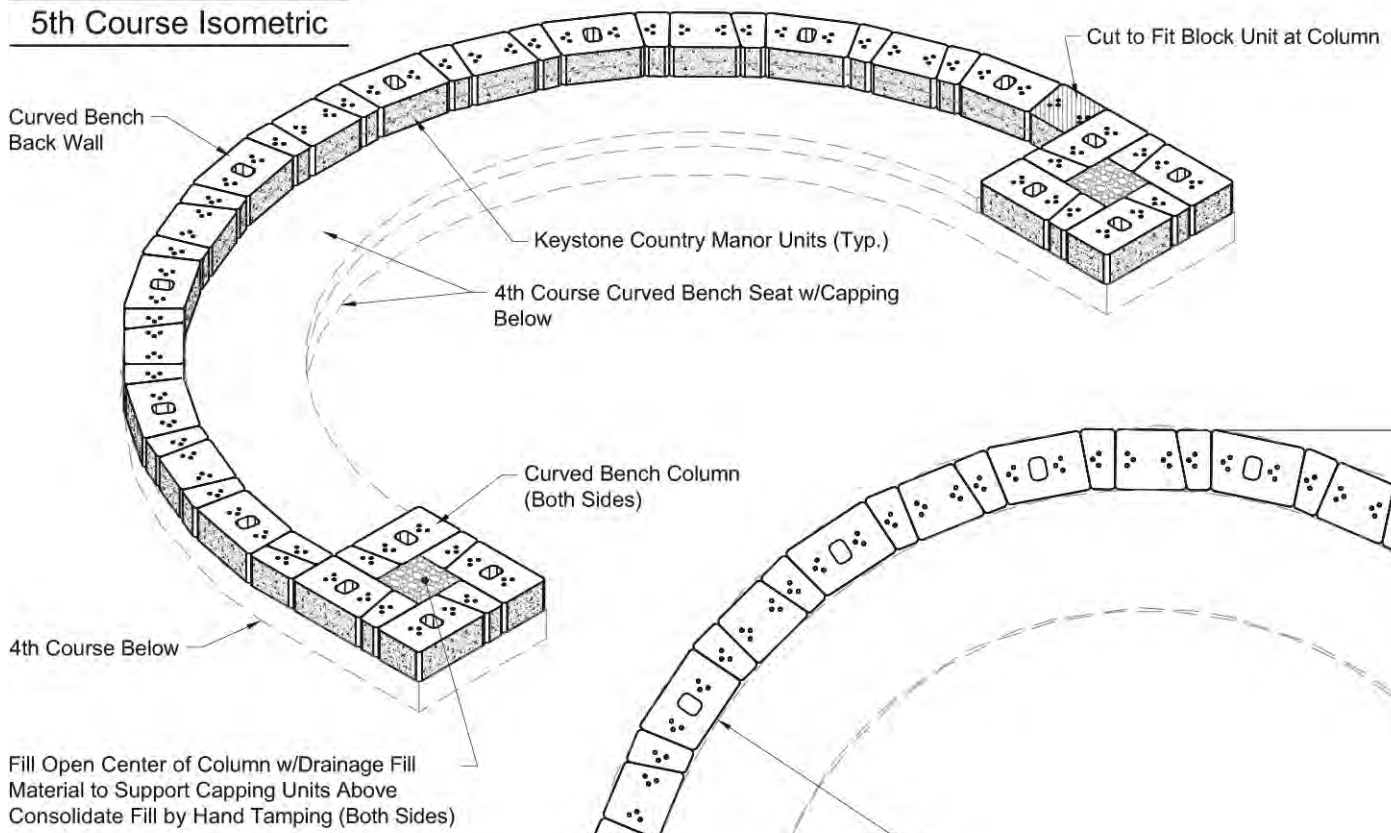 5th Course Isometric
Cut to Fit Block Unit at Column
Curved Bench
Back Wall
Keystone Country Manor Units (Typ.)
4th Course Curved Bench Seat w/Capping
Below
Curved Bench Column
(Both Sides)
4th Course Below
Fill Open Center of Column w/Drainage Fill
Material to Support Capping Units Above
Consolidate Fill by Hand Tamping (Both Sides)